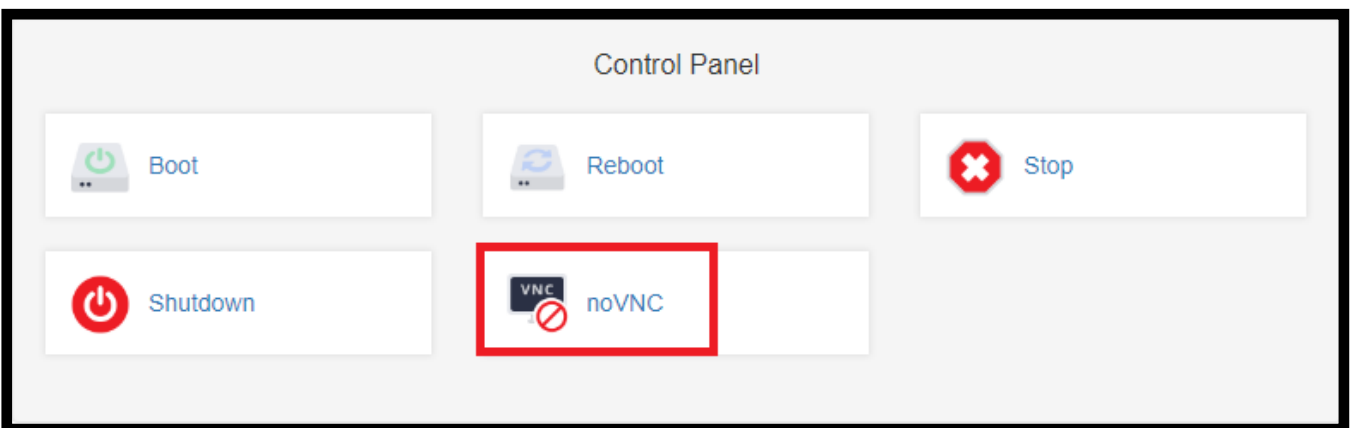 Control Panel
Boot
Reboot
Stop
Shutdown
VNC
noVNC